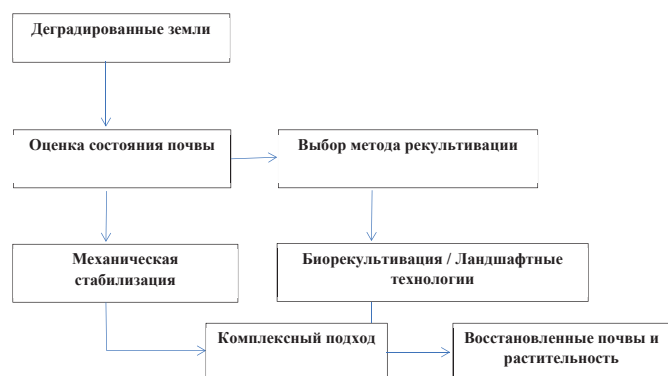 Деградированные земли
Оценка состояния почвы
Выбор метода рекультивации
Механическая
стабилизация
Биорекультивация / Ландшафтные
технологии
Комплексный подход
Восстановленные почвы и
растительность